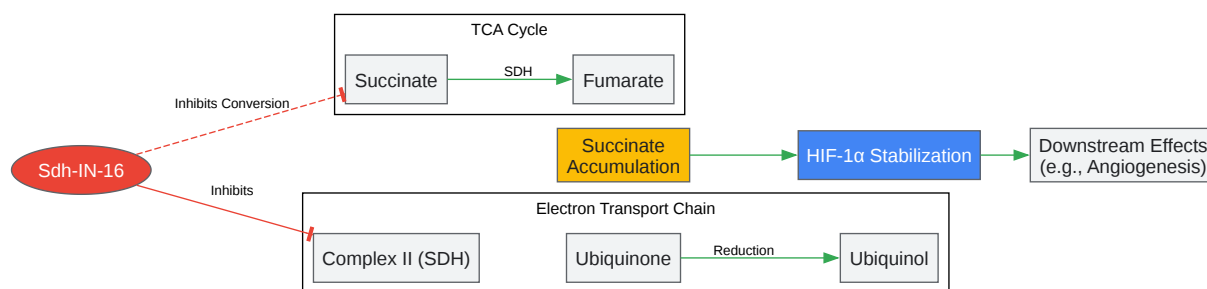 TCA Cycle
Succinate
SDH
Fumarate
Inhibits Conversion
Sdh-IN-16
Inhibits
Succinate
Accumulation
HIF-1α Stabilization
Downstream Effects
(e.g., Angiogenesis)
Electron Transport Chain
Complex II (SDH)
Ubiquinone
Reduction
Ubiquinol